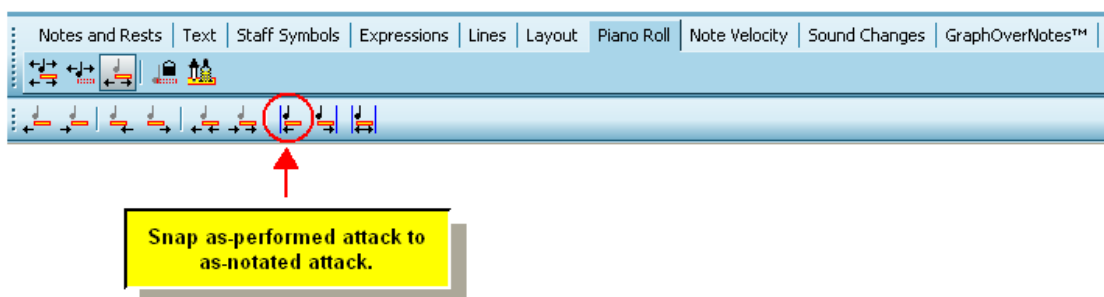 Notes and Rests | Text | Staff Symbols | Expressions | Lines | Layout | Piano Roll | Note Velocity | Sound Changes | GraphOverNotes™
Snap as-performed attack to
as-notated attack.